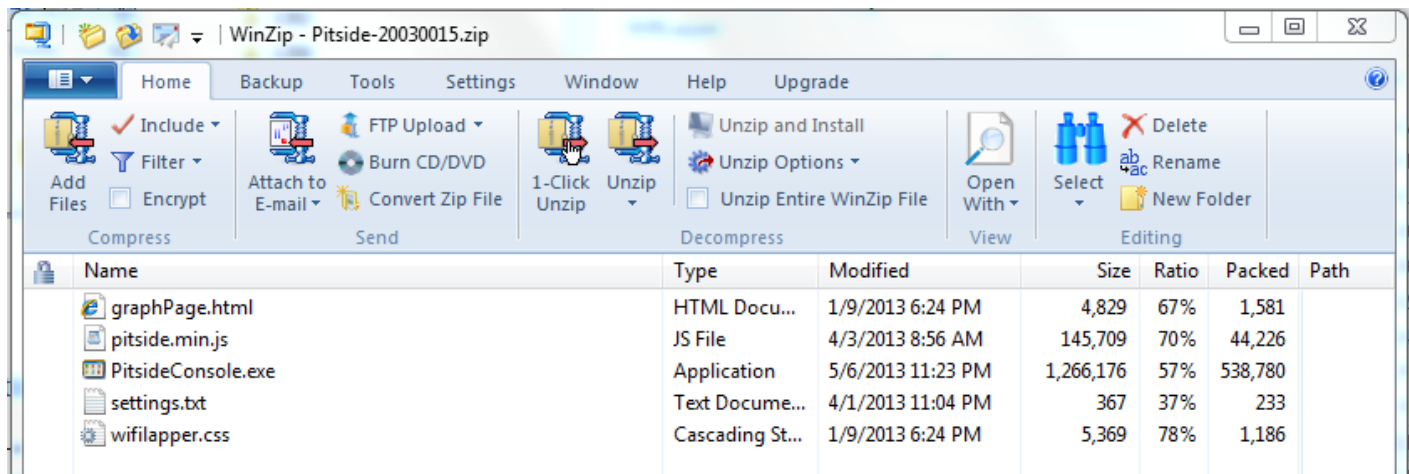 WinZip - Pitside-20030015.zip
Home Backup Tools Settings Window Help Upgrade
Add Files
Include
Filter
Encrypt
Compress
Attach to E-mail
FTP Upload
Burn CD/DVD
Convert Zip File
Send
1-Click Unzip
Unzip
Unzip and Install
Unzip Options
Unzip Entire WinZip File
Decompress
Open With
View
Select
Delete
ab ac Rename
New Folder
Editing
Name Type Modified Size Ratio Packed Path
graphPage.html HTML Docu... 1/9/2013 6:24 PM 4,829 67% 1,581
pitside.min.js JS File 4/3/2013 8:56 AM 145,709 70% 44,226
PitsideConsole.exe Application 5/6/2013 11:23 PM 1,266,176 57% 538,780
settings.txt Text Docume... 4/1/2013 11:04 PM 367 37% 233
wifilapper.css Cascading St... 1/9/2013 6:24 PM 5,369 78% 1,186